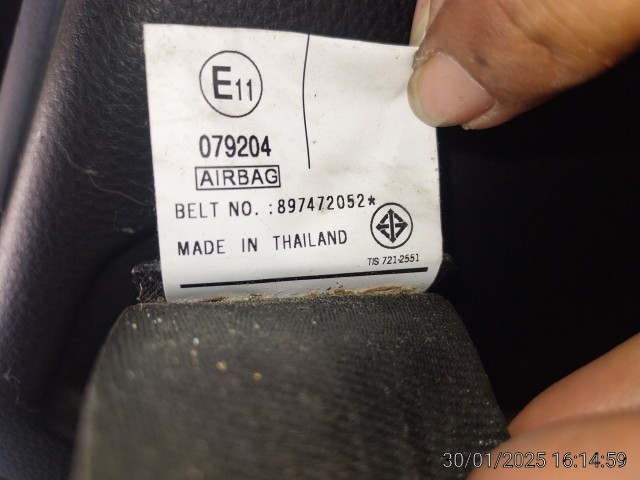 E11
079204
AIRBAG
BELT NO. :897472052*
MADE IN THAILAND
TIS 721-2551
30/01/2025 16:14:59